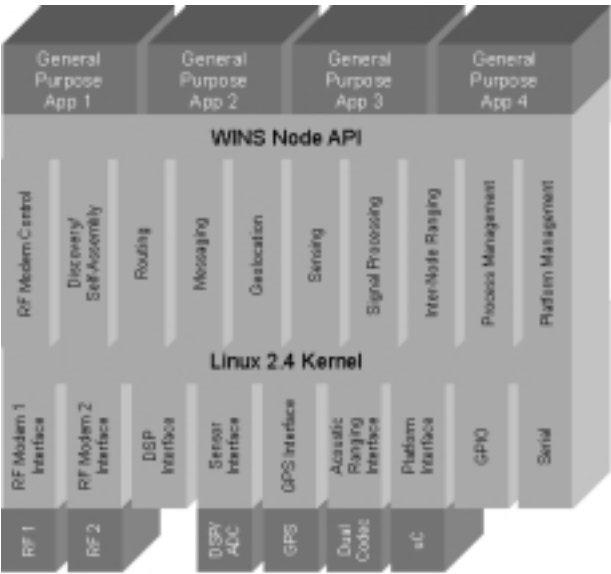 General
Purpose
App 1
General
Purpose
App 2
General
Purpose
App 3
General
Purpose
App 4
WINS Node API
RF Modem Control
Discovery/
Self-Assembly
Routing
Messaging
Geolocation
Sensing
Signal Processing
Inter-Node Ranging
Process Management
Platform Management
Linux 2.4 Kernel
RF Modem 1
Interface
RF Modem 2
Interface
DSP
Interface
Sensor
Interface
GPS Interface
Acoustic
Ranging
Interface
Platform
Interface
GPIO
Serial
RF 1
RF 2
DSP/
ADC
GPS
Dual
Codec
uC